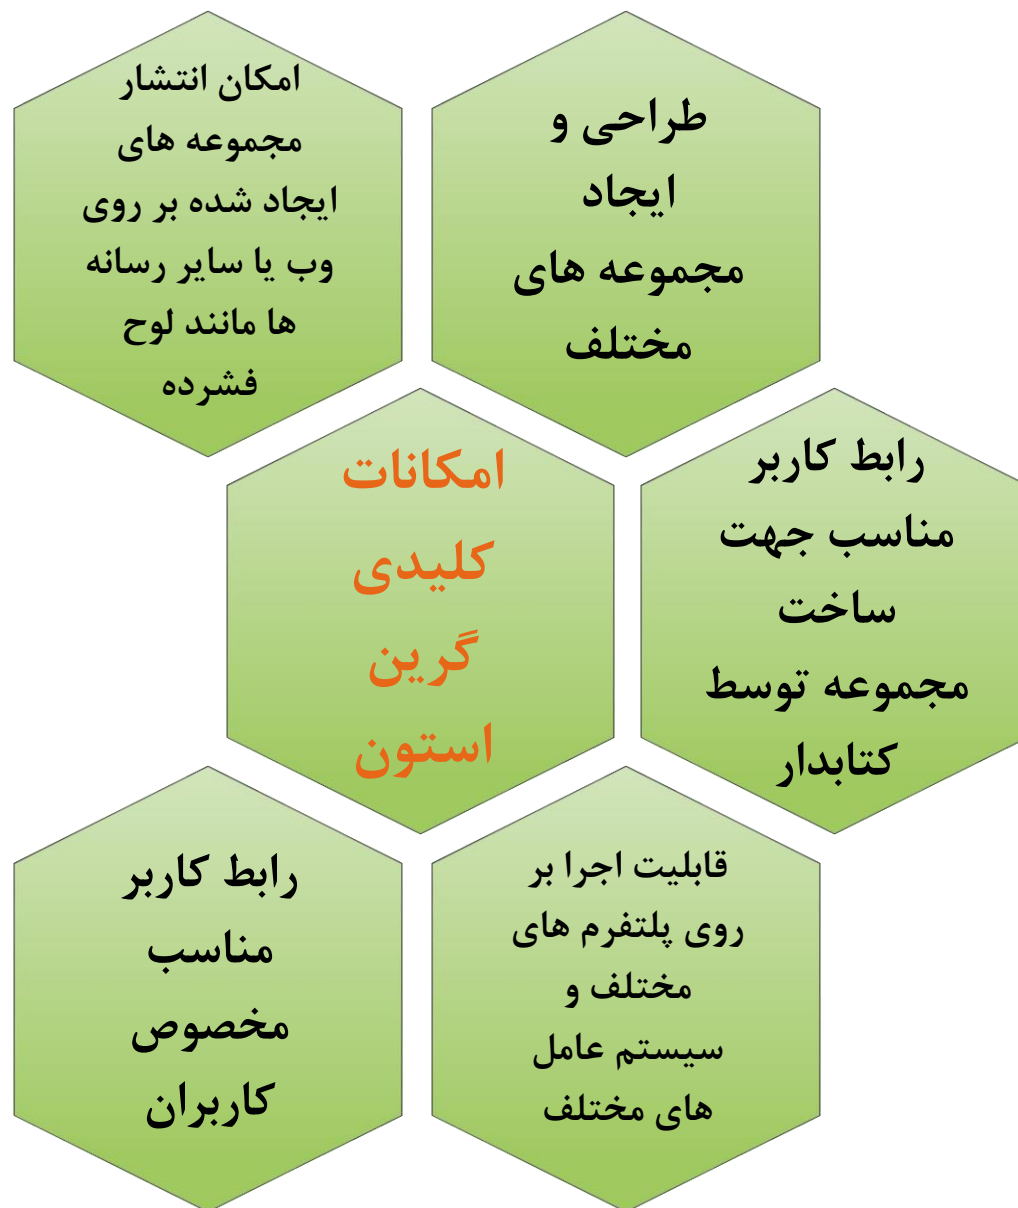 طراحی و
ایجاد
مجموعه های
مختلف
امکان انتشار
مجموعه های
ایجاد شده بر روی
وب یا سایر رسانه
ها مانند لوح
فشرده
رابط کاربر
مناسب جهت
ساخت
مجموعه توسط
کتابدار
امکانات
کلیدی
گرین
استون
قابلیت اجرا بر
روی پلتفرم های
مختلف و
سیستم عامل
های مختلف
رابط کاربر
مناسب
مخصوص
کاربران